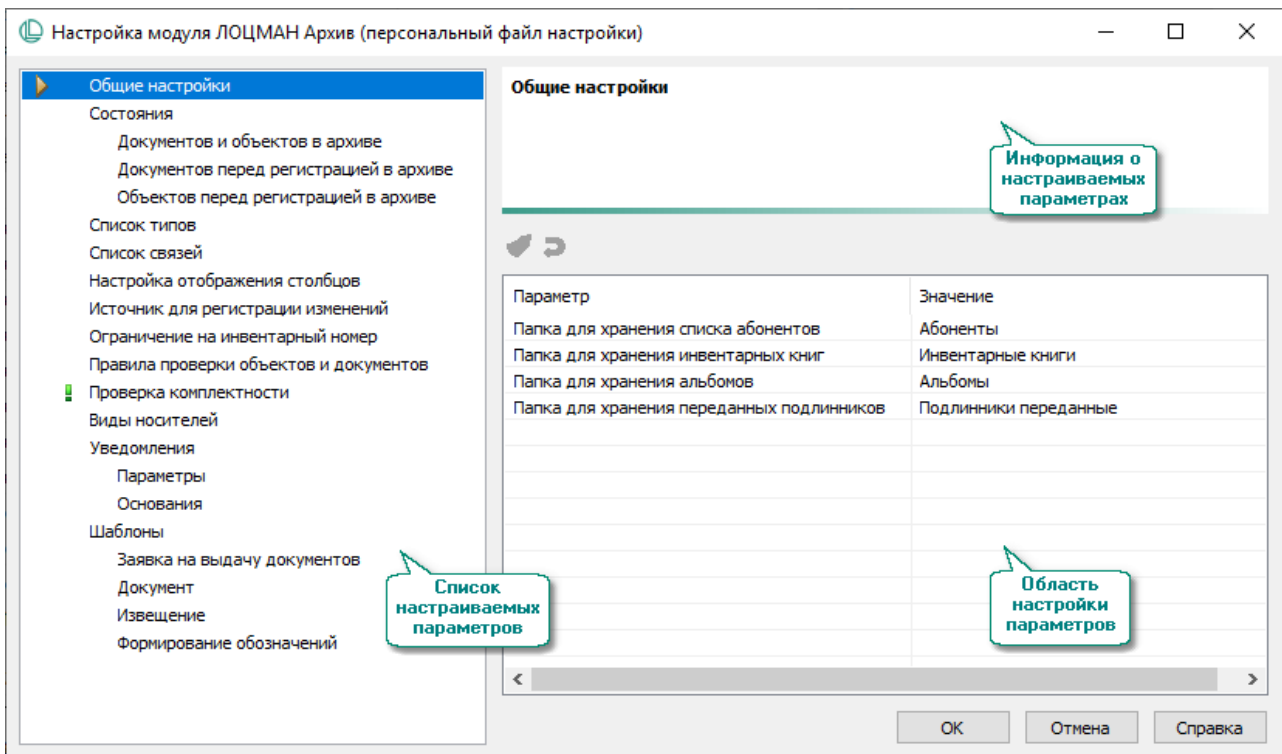 Настройка модуля ЛОЦМАН Архив (персональный файл настройки)
Общие настройки
Состояния
Документов и объектов в архиве
Документов перед регистрацией в архиве
Объектов перед регистрацией в архиве
Список типов
Список связей
Настройка отображения столбцов
Источник для регистрации изменений
Ограничение на инвентарный номер
Правила проверки объектов и документов
Проверка комплектности
Виды носителей
Уведомления
Параметры
Основания
Шаблоны
Заявка на выдачу документов
Документ
Извещение
Формирование обозначений
Список
настраиваемых
параметров
Общие настройки
Информация о
настраиваемых
параметрах
Параметр Значение
Папка для хранения списка абонентов Абоненты
Папка для хранения инвентарных книг Инвентарные книги
Папка для хранения альбомов Альбомы
Папка для хранения переданных подлинников Подлинники переданные
Область
настройки
параметров
ОК Отмена Справка